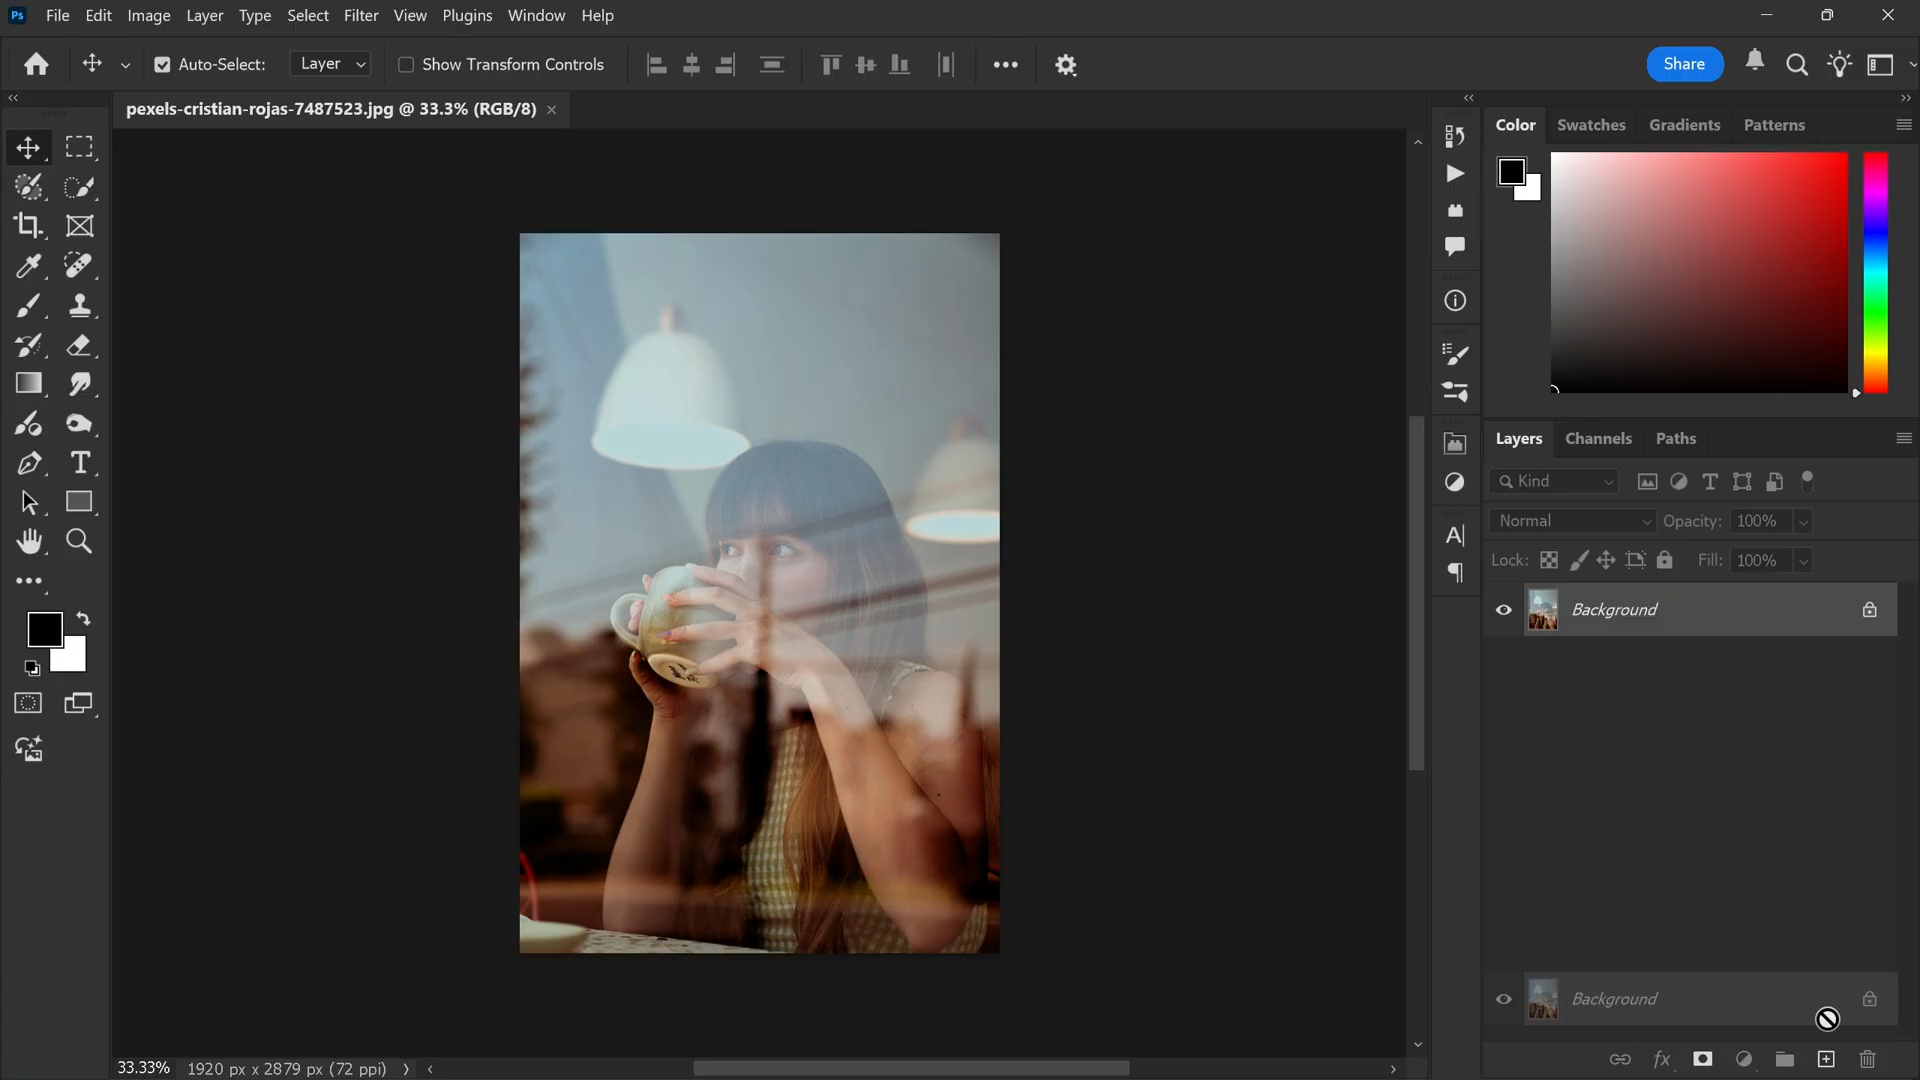 Ps File Edit Image Layer Type Select Filter View Plugins Window Help
Auto-Select: Layer Show Transform Controls Share
pexels-cristian-rojas-7487523.jpg @ 33.3% (RGB/8)
Color Swatches Gradients Patterns
Layers Channels Paths
Kind
Normal Opacity: 100%
Lock: Fill: 100%
Background
Background
33.33% 1920 px x 2879 px (72 ppi)